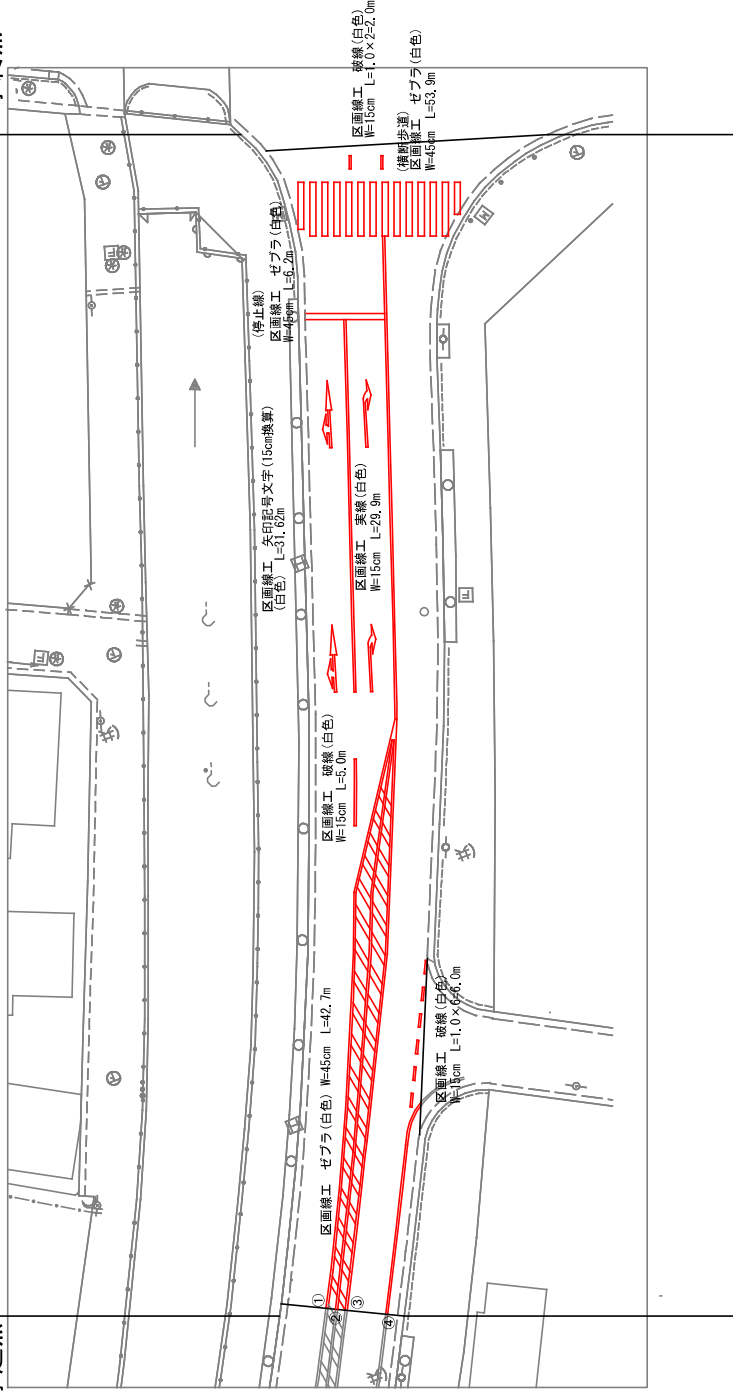 区画線工　破線(白色)
W=15cm　L=1.0×2=2.0m
(横断歩道)
区画線工　ゼブラ(白色)
W=45cm　L=53.9m
(停止線)
区画線工　ゼブラ(白色)
W=45cm　L=6.2m
区画線工　矢印記号文字(15cm換算)
(白色)　L=31.62m
区画線工　実線(白色)
W=15cm　L=29.9m
区画線工　破線(白色)
W=15cm　L=5.0m
区画線工　ゼブラ(白色)　W=45cm　L=42.7m
区画線工　破線(白色)
W=15cm　L=1.0×6=6.0m
①
②
③
④